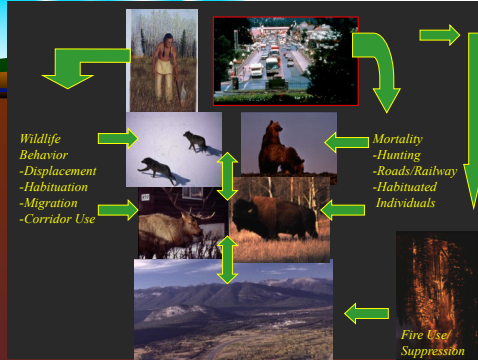 Wildlife
Behavior
-Displacement
-Habituation
-Migration
-Corridor Use
Mortality
-Hunting
-Roads/Railway
-Habituated
Individuals
Fire Use/
Suppression